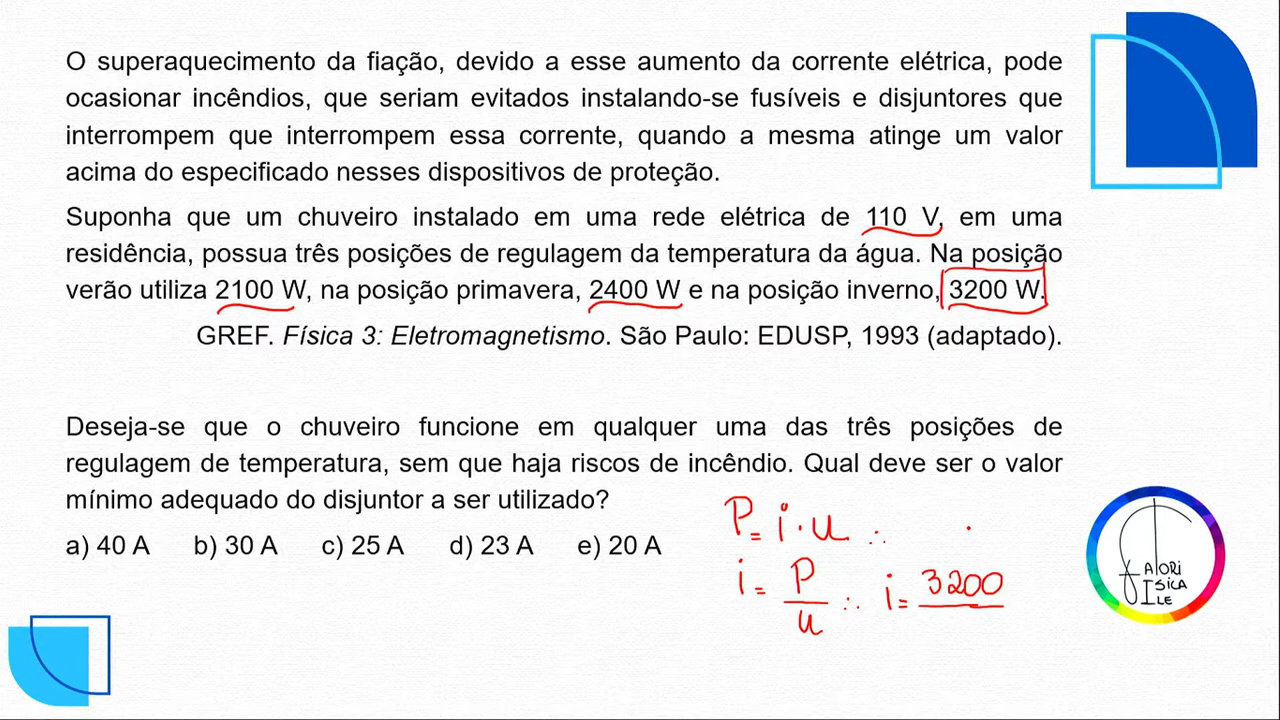 O superaquecimento da fiação, devido a esse aumento da corrente elétrica, pode
ocasionar incêndios, que seriam evitados instalando-se fusíveis e disjuntores que
interrompem que interrompem essa corrente, quando a mesma atinge um valor
acima do especificado nesses dispositivos de proteção.
Suponha que um chuveiro instalado em uma rede elétrica de 110 V, em uma
residência, possua três posições de regulagem da temperatura da água. Na posição
verão utiliza 2100 W, na posição primavera, 2400 W e na posição inverno, 3200 W.
GREF. Física 3: Eletromagnetismo. São Paulo: EDUSP, 1993 (adaptado).
Deseja-se que o chuveiro funcione em qualquer uma das três posições de
regulagem de temperatura, sem que haja riscos de incêndio. Qual deve ser o valor
mínimo adequado do disjuntor a ser utilizado?
a) 40 A b) 30 A c) 25 A d) 23 A e) 20 A
P = i · u ∴
i = P / u ∴ i = 3200
ALORI
ISICA
LE